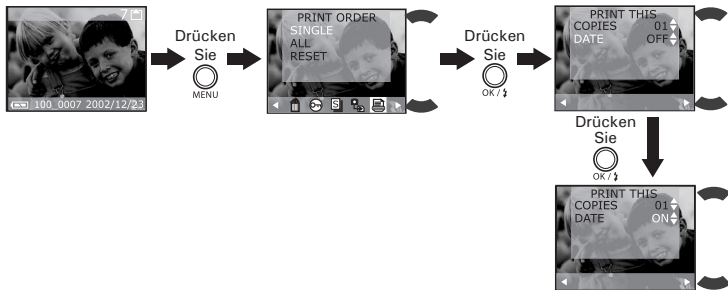 7
100_0007 2002/12/23
Drücken
Sie
MENU
PRINT ORDER
SINGLE
ALL
RESET
S
Drücken
Sie
OK /
PRINT THIS
COPIES 01
DATE OFF
Drücken
Sie
OK /
PRINT THIS
COPIES 01
DATE ON